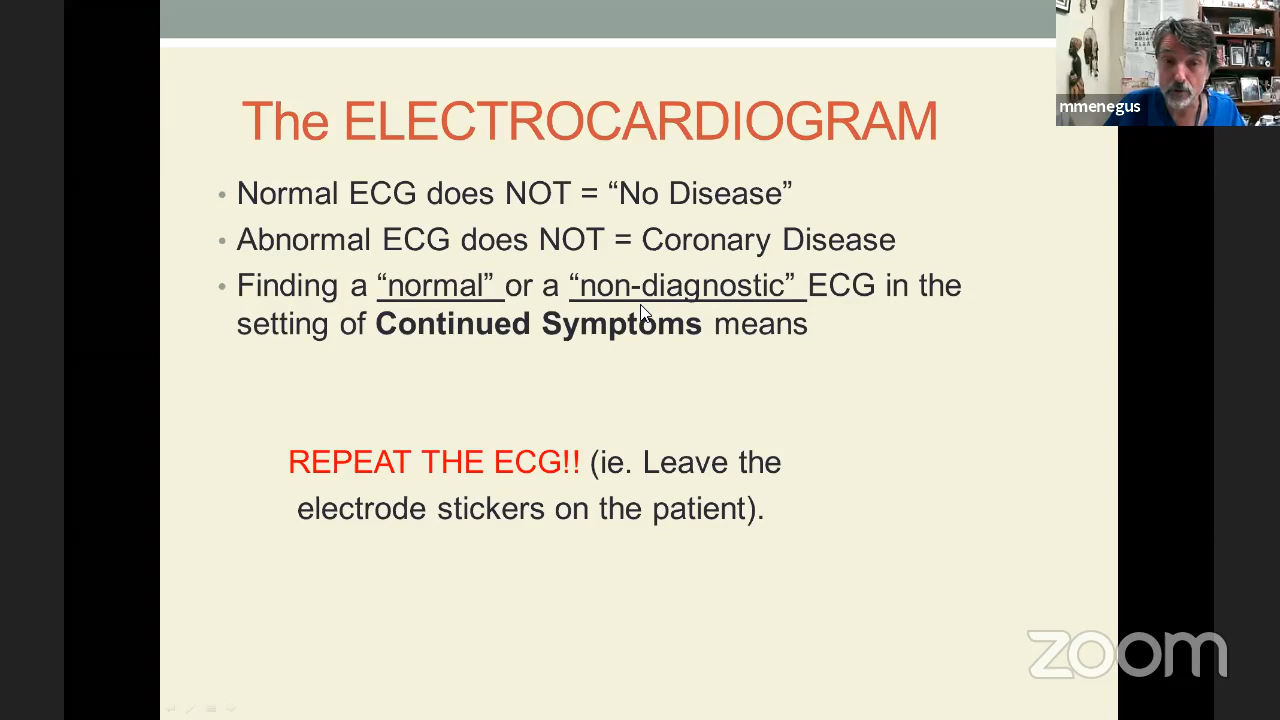 The ELECTROCARDIOGRAM
• Normal ECG does NOT = “No Disease”
• Abnormal ECG does NOT = Coronary Disease
• Finding a “normal” or a “non-diagnostic” ECG in the
setting of Continued Symptoms means
REPEAT THE ECG!! (ie. Leave the
electrode stickers on the patient).
mmenegus
zoom